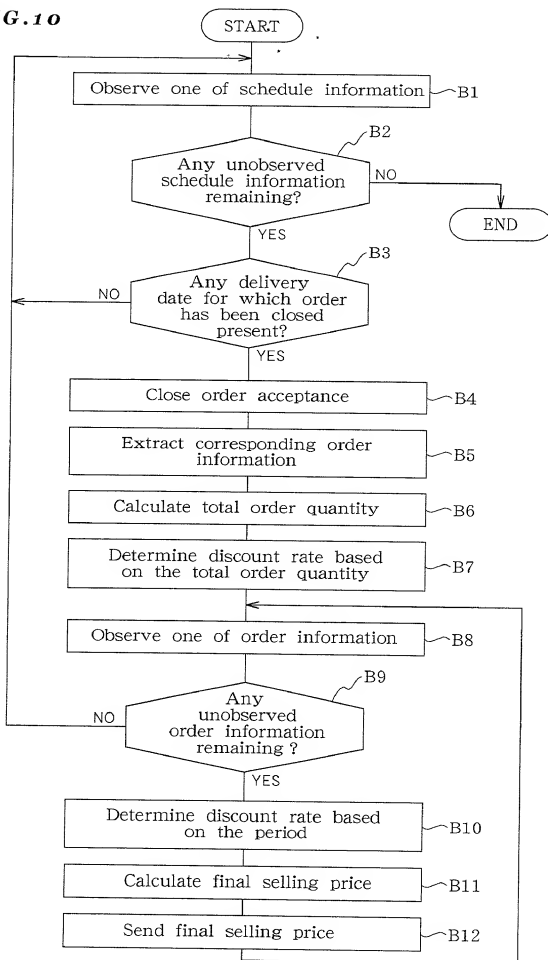 G.10
START
Observe one of schedule information
B1
B2
Any unobserved
schedule information
remaining?
NO
END
YES
B3
Any delivery
date for which order
has been closed
present?
NO
YES
Close order acceptance
B4
Extract corresponding order
information
B5
Calculate total order quantity
B6
Determine discount rate based
on the total order quantity
B7
Observe one of order information
B8
B9
Any
unobserved
order information
remaining ?
NO
YES
Determine discount rate based
on the period
B10
Calculate final selling price
B11
Send final selling price
B12